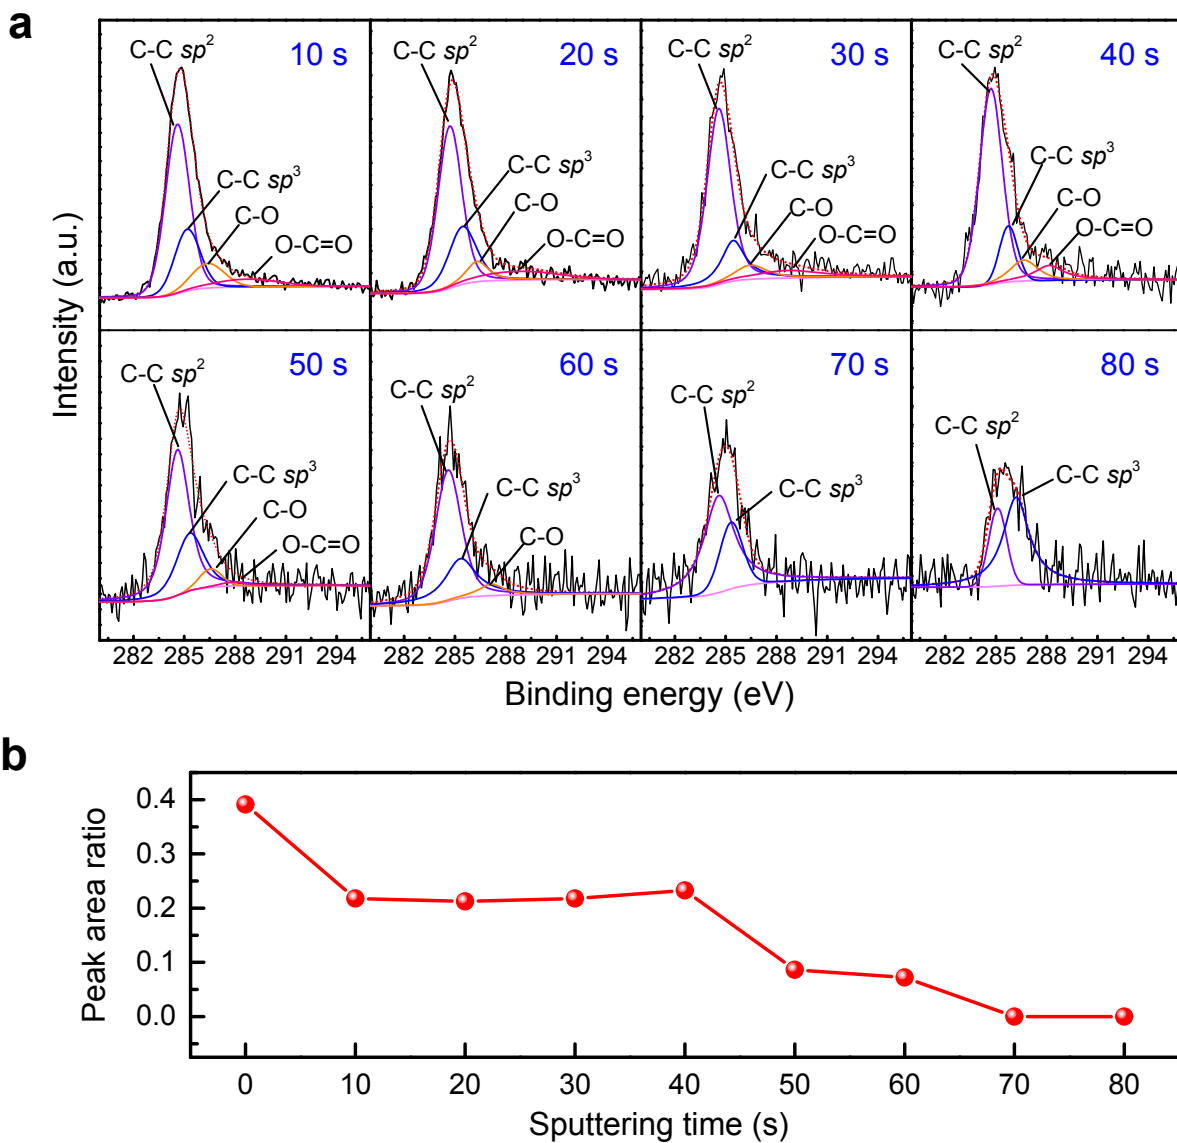 a
Intensity (a.u.)
10 s
C-C sp²
C-C sp³
C-O
O-C=O
20 s
C-C sp²
C-C sp³
C-O
O-C=O
30 s
C-C sp²
C-C sp³
C-O
O-C=O
40 s
C-C sp²
C-C sp³
C-O
O-C=O
50 s
C-C sp²
C-C sp³
C-O
O-C=O
60 s
C-C sp²
C-C sp³
C-O
70 s
C-C sp²
C-C sp³
80 s
C-C sp²
C-C sp³
282 285 288 291 294 282 285 288 291 294 282 285 288 291 294 282 285 288 291 294
Binding energy (eV)
b
Peak area ratio
0.4
0.3
0.2
0.1
0.0
0 10 20 30 40 50 60 70 80
Sputtering time (s)